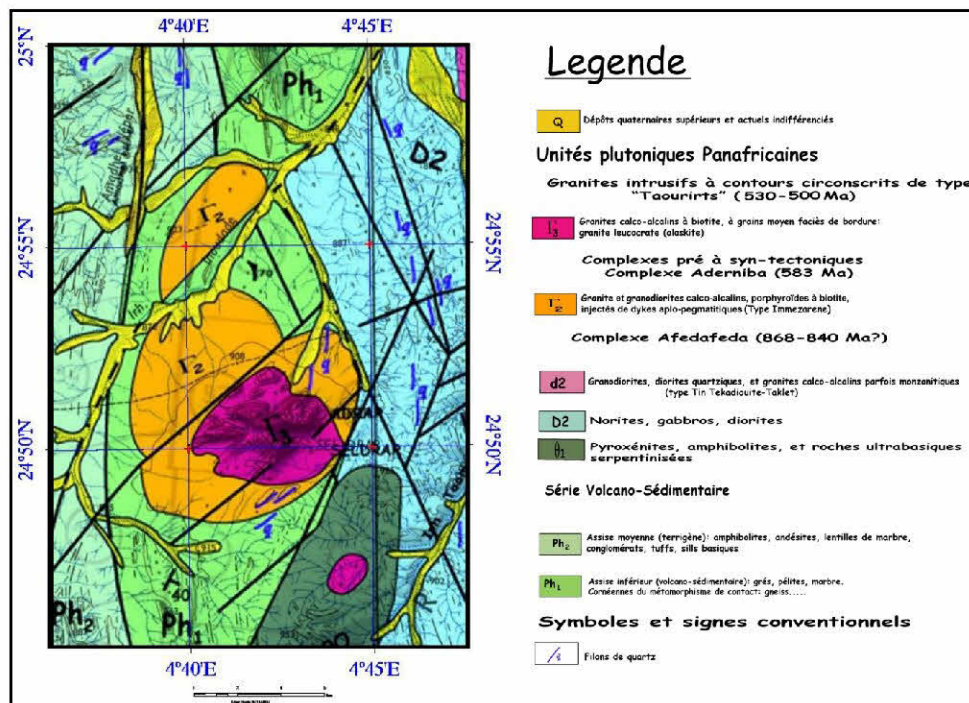 4°40'E 4°45'E
25°N
24°55'N
24°50'N
24°55'N
24°50'N
4°40'E 4°45'E
Ph1
D2
Γ2
Γ2
Γ3
70
908
40
Ph2
Ph1
902
q
q
q
q
q
q
q
Legende
Q Dépôts quaternaires supérieurs et actuels indifférenciés
Unités plutoniques Panafricaines
Granites intrusifs à contours circonscrits de type
"Taourirts" (530-500 Ma)
Γ3 Granites calco-alcalins à biotite, à grains moyen faciès de bordure:
granite leucocrate (alaskite)
Complexes pré à syn-tectoniques
Complexe Aderniba (583 Ma)
Γ2 Granite et granodiorites calco-alcalins, porphyroïdes à biotite,
injectés de dykes aplo-pegmatitiques (Type Immezarene)
Complexe Afedafeda (868-840 Ma?)
d2 Granodiorites, diorites quartziques, et granites calco-alcalins parfois monzonitiques
(type Tin Tekadiouite-Taklet)
D2 Norites, gabbros, diorites
θ1 Pyroxénites, amphibolites, et roches ultrabasiques
serpentinisées
Série Volcano-Sédimentaire
Ph2 Assise moyenne (terrigène): amphibolites, andésites, lentilles de marbre,
conglomérats, tuffs, sills basiques
Ph1 Assise inférieur (volcano-sédimentaire): grés, pélites, marbre.
Cornéennes du métamorphisme de contact: gneiss.....
Symboles et signes conventionnels
q Filons de quartz